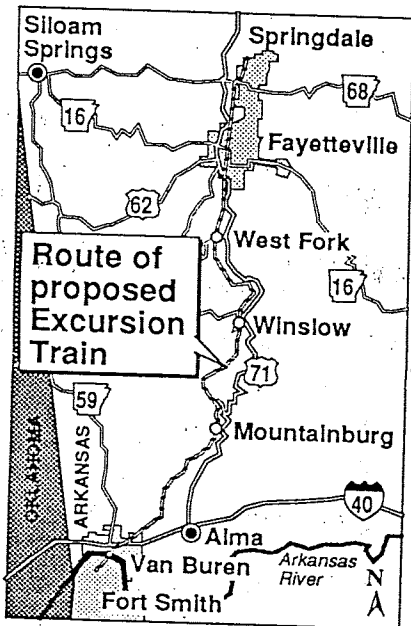 Siloam
Springs
Springdale
68
16
Fayetteville
62
West Fork
Route of
proposed
Excursion
Train
16
Winslow
71
59
Mountainburg
OKLAHOMA
ARKANSAS
40
Alma
Van Buren
Arkansas
River
N
Fort Smith